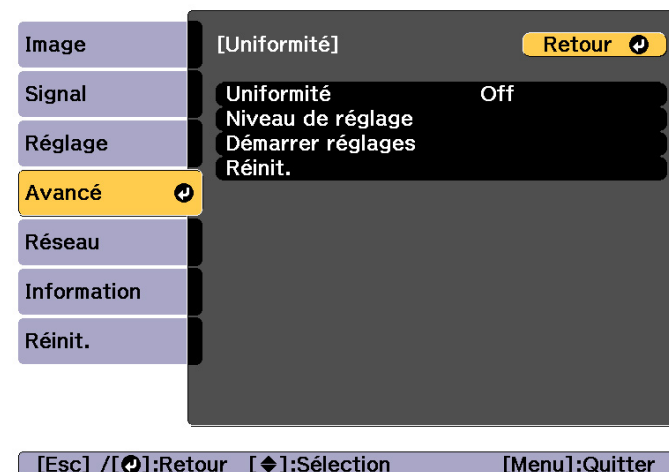 Image
Signal
Réglage
Avancé
Réseau
Information
Réinit.
[Uniformité]
Retour
Uniformité Off
Niveau de réglage
Démarrer réglages
Réinit.
[Esc] /[⏎]:Retour [◆]:Sélection [Menu]:Quitter